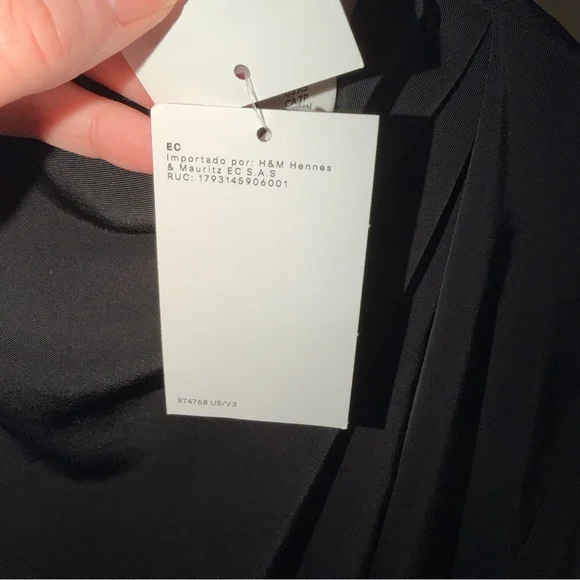 EC
Importado por: H&M Hennes
& Mauritz EC S.A.S
RUC: 1793145906001
974768 US/V3